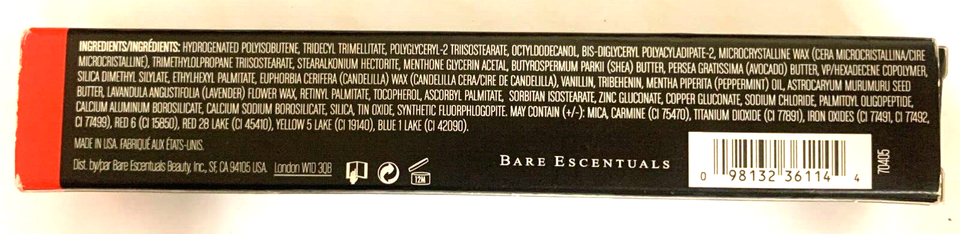 INGREDIENTS/INGRÉDIENTS: HYDROGENATED POLYISOBUTENE, TRIDECYL TRIMELLITATE, POLYGLYCERYL-2 TRIISOSTEARATE, OCTYLDODECANOL, BIS-DIGLYCERYL POLYACYLADIPATE-2, MICROCRYSTALLINE WAX (CERA MICROCRISTALLINA/CIRE
MICROCRISTALLINE), TRIMETHYLOLPROPANE TRIISOSTEARATE, STEARALKONIUM HECTORITE, MENTHONE GLYCERIN ACETAL, BUTYROSPERMUM PARKII (SHEA) BUTTER, PERSEA GRATISSIMA (AVOCADO) BUTTER, VP/HEXADECENE COPOLYMER,
SILICA DIMETHYL SILYLATE, ETHYLHEXYL PALMITATE, EUPHORBIA CERIFERA (CANDELILLA) WAX (CANDELILLA CERA/CIRE DE CANDELILLA), VANILLIN, TRIBEHENIN, MENTHA PIPERITA (PEPPERMINT) OIL, ASTROCARYUM MURUMURU SEED
BUTTER, LAVANDULA ANGUSTIFOLIA (LAVENDER) FLOWER WAX, RETINYL PALMITATE, TOCOPHEROL, ASCORBYL PALMITATE, SORBITAN ISOSTEARATE, ZINC GLUCONATE, COPPER GLUCONATE, SODIUM CHLORIDE, PALMITOYL OLIGOPEPTIDE,
CALCIUM ALUMINUM BOROSILICATE, CALCIUM SODIUM BOROSILICATE, SILICA, TIN OXIDE, SYNTHETIC FLUORPHLOGOPITE. MAY CONTAIN (+/-): MICA, CARMINE (CI 75470), TITANIUM DIOXIDE (CI 77891), IRON OXIDES (CI 77491, CI 77492,
CI 77499), RED 6 (CI 15850), RED 28 LAKE (CI 45410), YELLOW 5 LAKE (CI 19140), BLUE 1 LAKE (CI 42090).
MADE IN USA. FABRIQUÉ AUX ÉTATS-UNIS.
Dist. by/par Bare Escentuals Beauty, Inc., SF, CA 94105 USA. London W1D 3QB
12M
BARE ESCENTUALS
0 98132 36114 4
70405